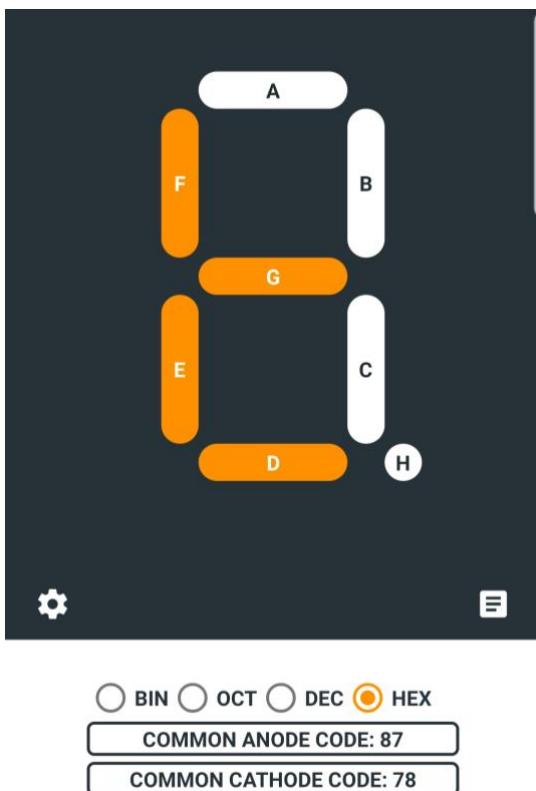 A
F
B
G
E
C
D
H
BIN OCT DEC HEX
COMMON ANODE CODE: 87
COMMON CATHODE CODE: 78